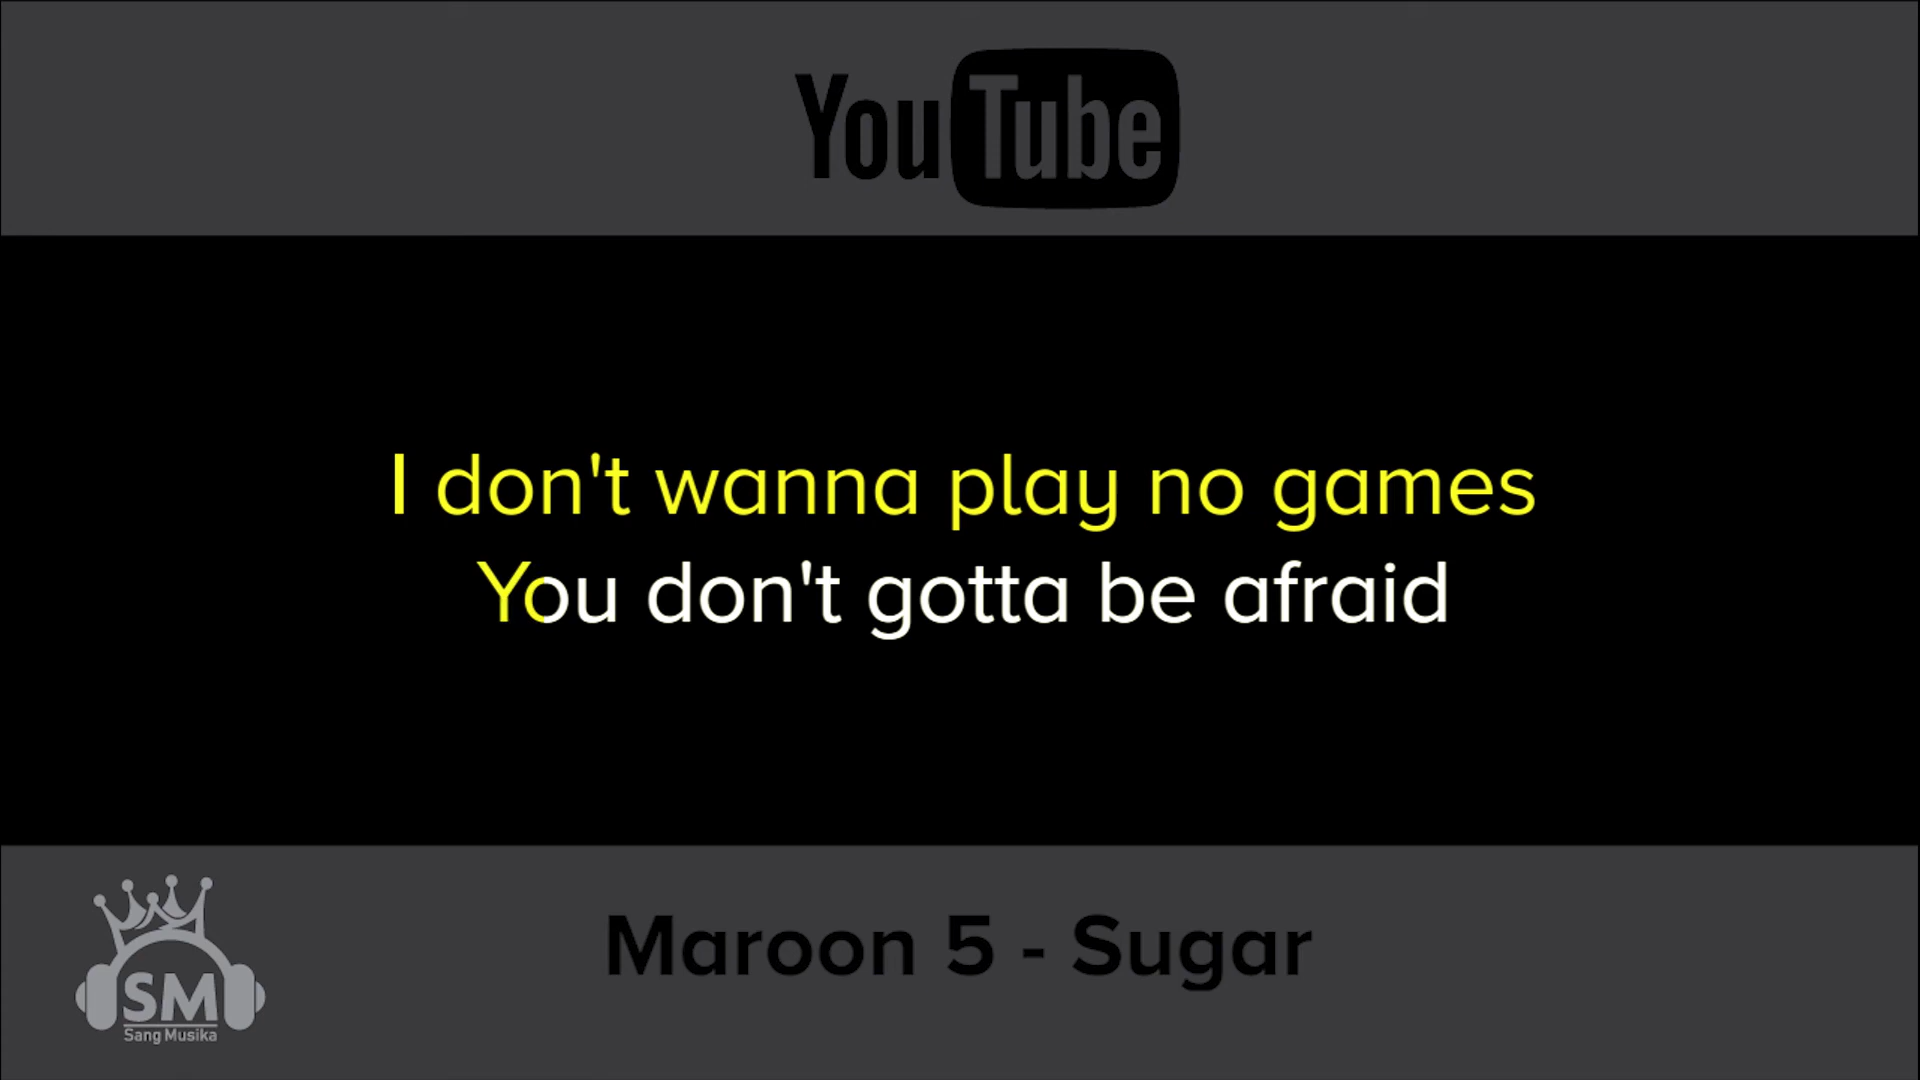 YouTube
I don't wanna play no games
You don't gotta be afraid
Maroon 5 - Sugar
SM
Sang Musika